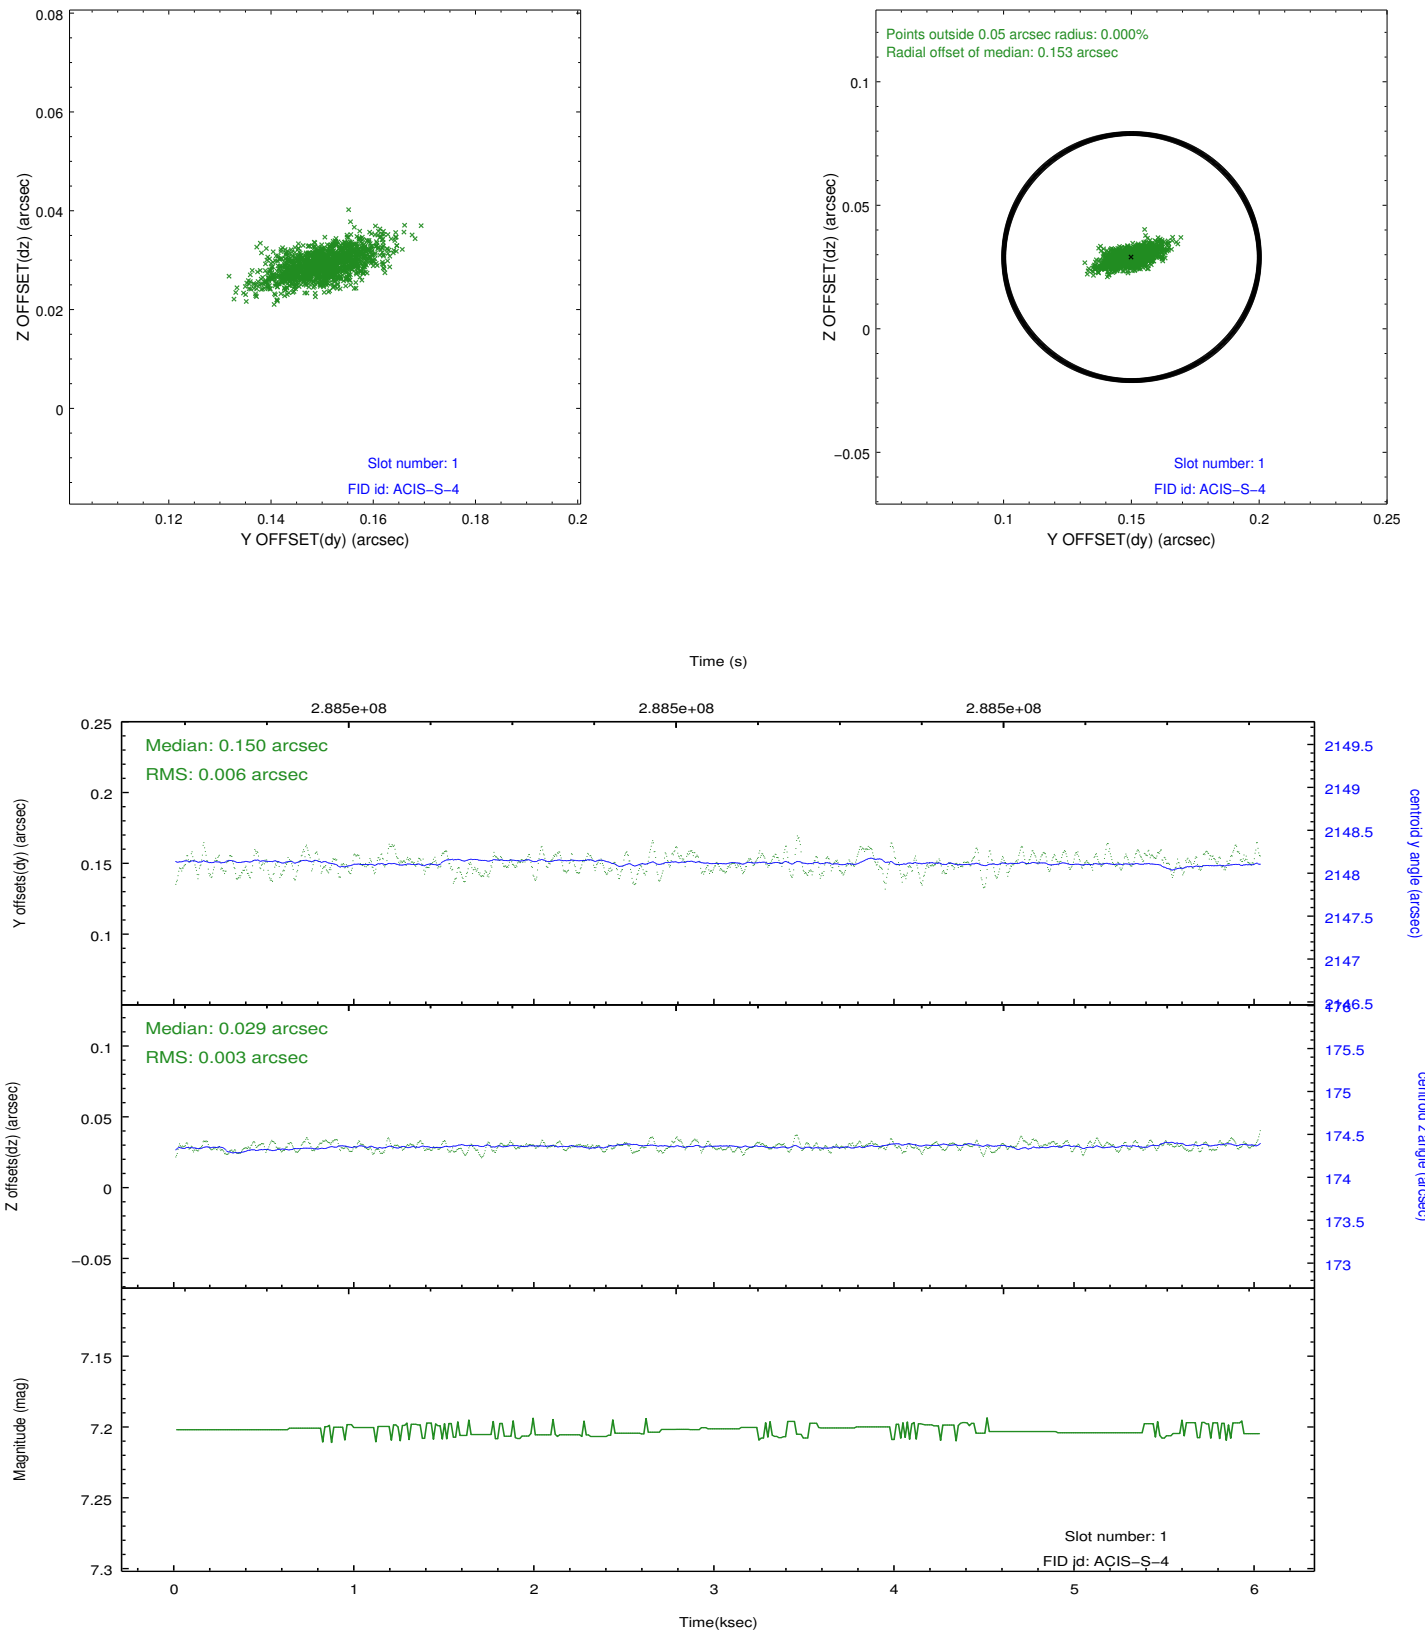 0.08
0.06
0.04
0.02
0
Z OFFSET(dz) (arcsec)
Slot number: 1
FID id: ACIS−S−4
0.12 0.14 0.16 0.18 0.2
Y OFFSET(dy) (arcsec)
Points outside 0.05 arcsec radius: 0.000%
Radial offset of median: 0.153 arcsec
0.1
0.05
0
−0.05
Z OFFSET(dz) (arcsec)
Slot number: 1
FID id: ACIS−S−4
0.1 0.15 0.2 0.25
Y OFFSET(dy) (arcsec)
Time (s)
2.885e+08 2.885e+08 2.885e+08
Median: 0.150 arcsec
RMS: 0.006 arcsec
0.25
0.2
0.15
0.1
Y offsets(dy) (arcsec)
2149.5
2149
2148.5
2148
2147.5
2147
2146.5
centroid y angle (arcsec)
Median: 0.029 arcsec
RMS: 0.003 arcsec
0.1
0.05
0
−0.05
Z offsets(dz) (arcsec)
176
175.5
175
174.5
174
173.5
173
centroid z angle (arcsec)
7.15
7.2
7.25
7.3
Magnitude (mag)
Slot number: 1
FID id: ACIS−S−4
0 1 2 3 4 5 6
Time(ksec)